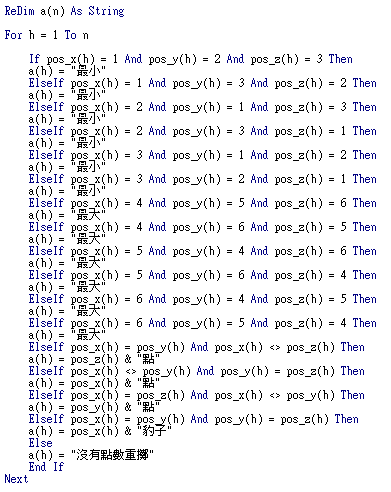 ReDim a(n) As String
For h = 1 To n
If pos_x(h) = 1 And pos_y(h) = 2 And pos_z(h) = 3 Then
a(h) = "最小"
ElseIf pos_x(h) = 1 And pos_y(h) = 3 And pos_z(h) = 2 Then
a(h) = "最小"
ElseIf pos_x(h) = 2 And pos_y(h) = 1 And pos_z(h) = 3 Then
a(h) = "最小"
ElseIf pos_x(h) = 2 And pos_y(h) = 3 And pos_z(h) = 1 Then
a(h) = "最小"
ElseIf pos_x(h) = 3 And pos_y(h) = 1 And pos_z(h) = 2 Then
a(h) = "最小"
ElseIf pos_x(h) = 3 And pos_y(h) = 2 And pos_z(h) = 1 Then
a(h) = "最小"
ElseIf pos_x(h) = 4 And pos_y(h) = 5 And pos_z(h) = 6 Then
a(h) = "最大"
ElseIf pos_x(h) = 4 And pos_y(h) = 6 And pos_z(h) = 5 Then
a(h) = "最大"
ElseIf pos_x(h) = 5 And pos_y(h) = 4 And pos_z(h) = 6 Then
a(h) = "最大"
ElseIf pos_x(h) = 5 And pos_y(h) = 6 And pos_z(h) = 4 Then
a(h) = "最大"
ElseIf pos_x(h) = 6 And pos_y(h) = 4 And pos_z(h) = 5 Then
a(h) = "最大"
ElseIf pos_x(h) = 6 And pos_y(h) = 5 And pos_z(h) = 4 Then
a(h) = "最大"
ElseIf pos_x(h) = pos_y(h) And pos_x(h) <> pos_z(h) Then
a(h) = pos_z(h) & "點"
ElseIf pos_x(h) <> pos_y(h) And pos_y(h) = pos_z(h) Then
a(h) = pos_x(h) & "點"
ElseIf pos_x(h) = pos_z(h) And pos_x(h) <> pos_y(h) Then
a(h) = pos_y(h) & "點"
ElseIf pos_x(h) = pos_y(h) And pos_y(h) = pos_z(h) Then
a(h) = pos_x(h) & "豹子"
Else
a(h) = "沒有點數重擲"
End If
Next